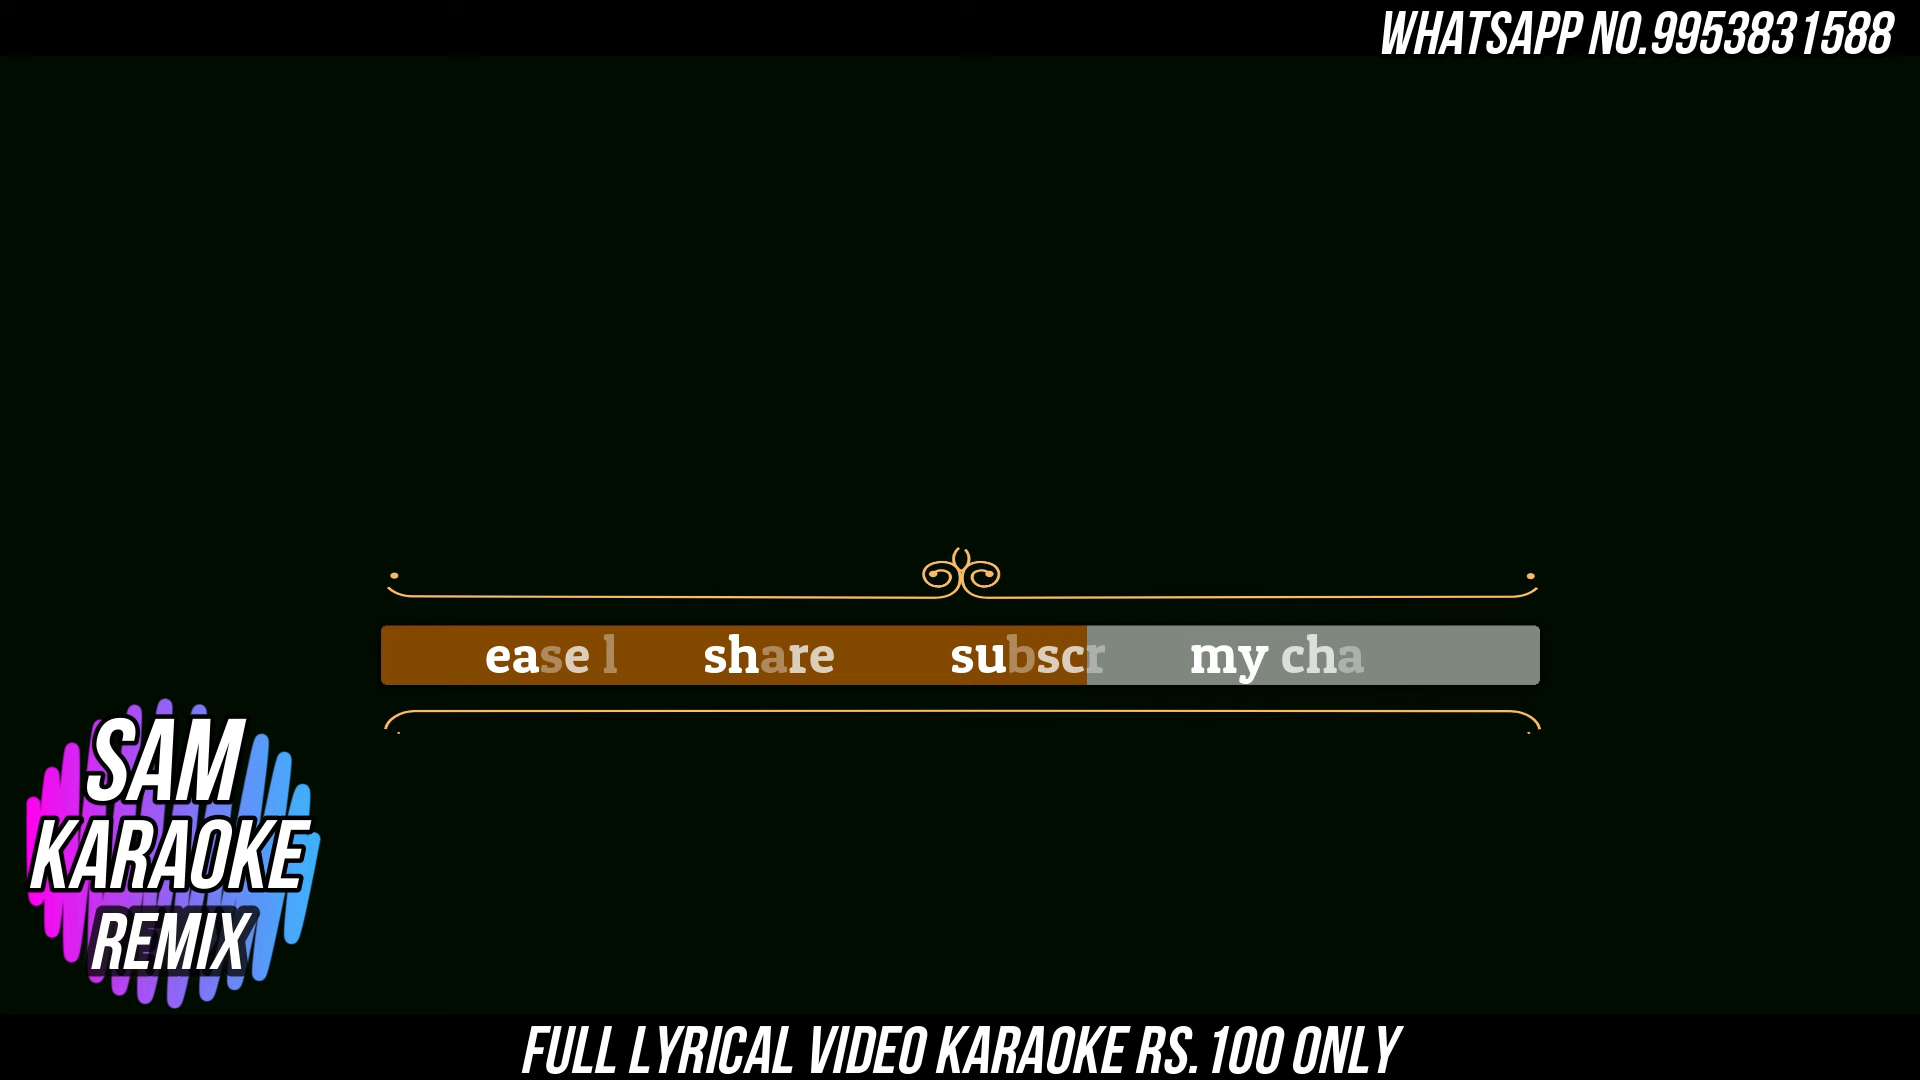 WHATSAPP NO.9953831588
ease l share subscr my cha
SAM
KARAOKE
REMIX
FULL LYRICAL VIDEO KARAOKE RS. 100 ONLY